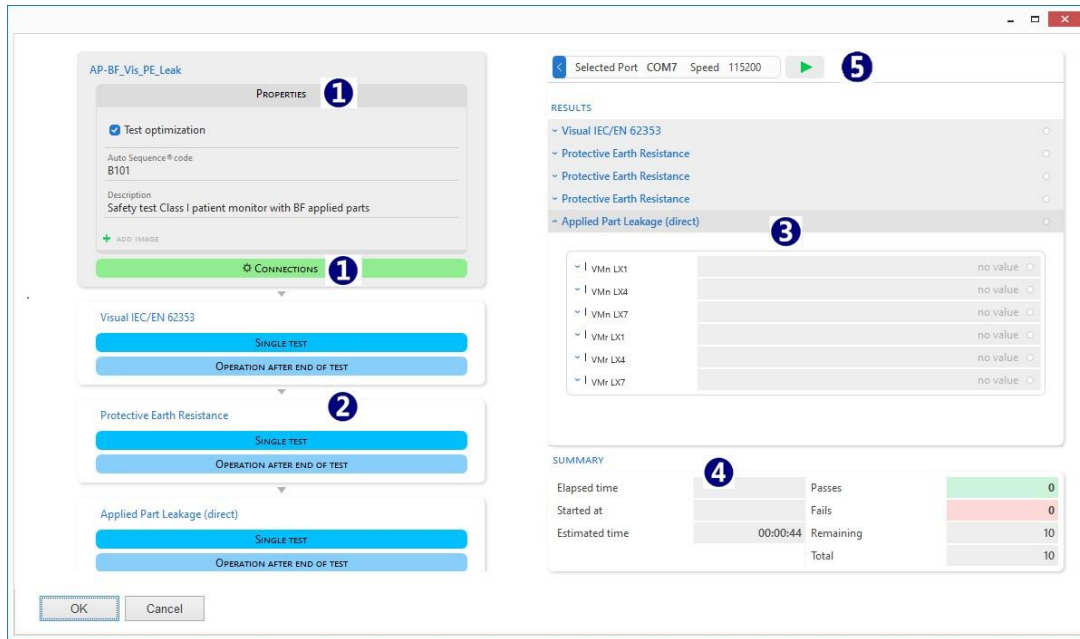 AP-BF_Vis_PE_Leak
PROPERTIES 1
Test optimization
Auto Sequence® code
B101
Description
Safety test Class I patient monitor with BF applied parts
+ ADD IMAGE
CONNECTIONS 1
Visual IEC/EN 62353
SINGLE TEST
OPERATION AFTER END OF TEST
2
Protective Earth Resistance
SINGLE TEST
OPERATION AFTER END OF TEST
Applied Part Leakage (direct)
SINGLE TEST
OPERATION AFTER END OF TEST
OK Cancel
Selected Port COM7 Speed 115200 5
RESULTS
Visual IEC/EN 62353
Protective Earth Resistance
Protective Earth Resistance
Protective Earth Resistance
Applied Part Leakage (direct)
3
I VMn LX1 no value
I VMn LX4 no value
I VMn LX7 no value
I VMr LX1 no value
I VMr LX4 no value
I VMr LX7 no value
SUMMARY
4
Elapsed time Passes 0
Started at Fails 0
Estimated time 00:00:44 Remaining 10
Total 10